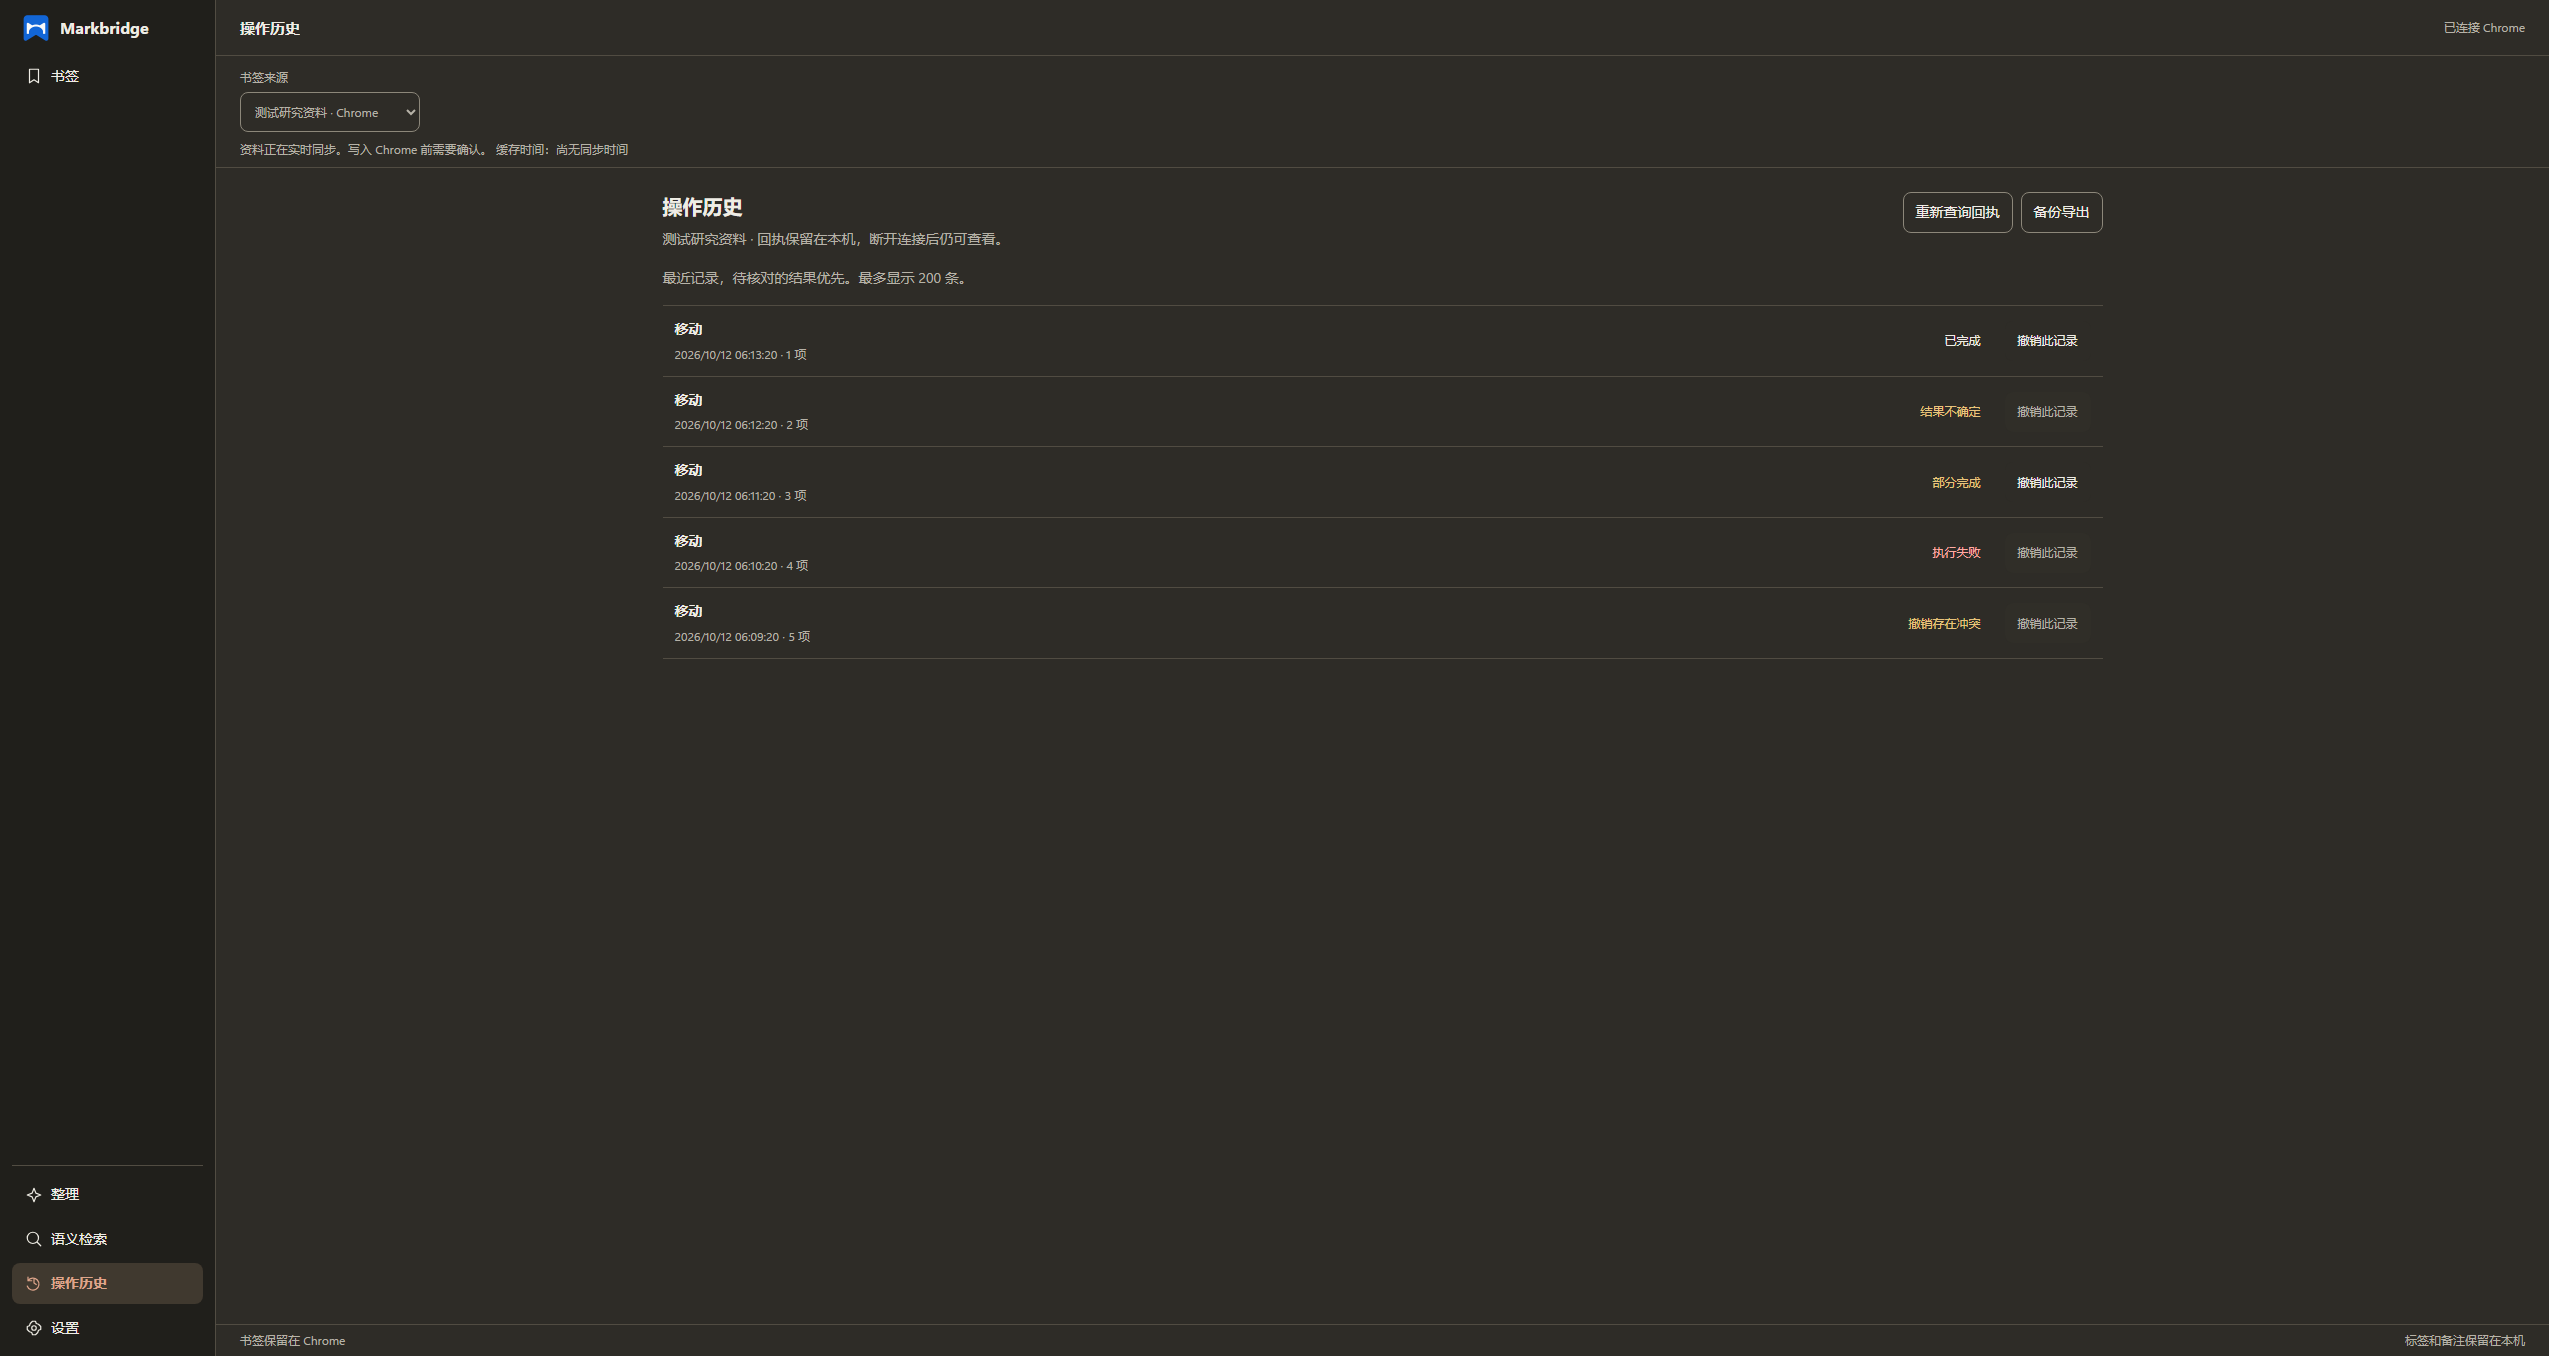 Markbridge
书签
操作历史
已连接 Chrome
书签来源
测试研究资料 · Chrome
资料正在实时同步。写入 Chrome 前需要确认。 缓存时间：尚无同步时间
操作历史
重新查询回执
备份导出
测试研究资料 · 回执保留在本机，断开连接后仍可查看。
最近记录，待核对的结果优先。最多显示 200 条。
移动
2026/10/12 06:13:20 · 1 项
已完成
撤销此记录
移动
2026/10/12 06:12:20 · 2 项
结果不确定
撤销此记录
移动
2026/10/12 06:11:20 · 3 项
部分完成
撤销此记录
移动
2026/10/12 06:10:20 · 4 项
执行失败
撤销此记录
移动
2026/10/12 06:09:20 · 5 项
撤销存在冲突
撤销此记录
整理
语义检索
操作历史
设置
书签保留在 Chrome
标签和备注保留在本机